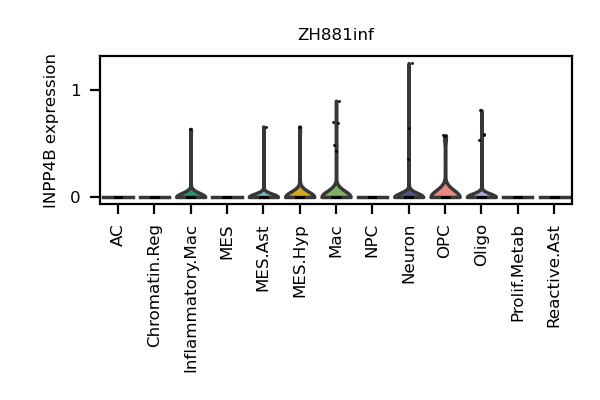 ZH881inf
INPP4B expression
1
0
AC
Chromatin.Reg
Inflammatory.Mac
MES
MES.Ast
MES.Hyp
Mac
NPC
Neuron
OPC
Oligo
Prolif.Metab
Reactive.Ast